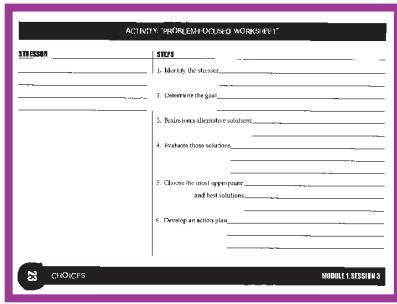 ACTIVITY: "PROBLEM-FOCUSED WORKSHEET"
STRESSOR
STEPS
1. Identify the stressor
2. Determine the goal
3. Brainstorm alternative solutions
4. Evaluate those solutions
5. Choose the most appropriate
and best solutions
6. Develop an action plan
23
CHOICES
MODULE 1, SESSION 3